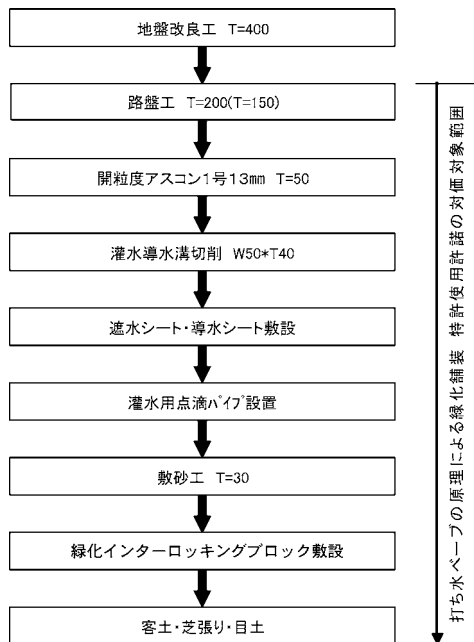 地盤改良工 T=400
路盤工 T=200(T=150)
開粒度アスコン1号13mm T=50
灌水導水溝切削 W50*T40
遮水シート・導水シート敷設
灌水用点滴ﾊﾟｲﾌﾟ設置
敷砂工 T=30
緑化インターロッキングブロック敷設
客土・芝張り・目土
打ち水ペーブの原理による緑化舗装 特許使用許諾の対価対象範囲